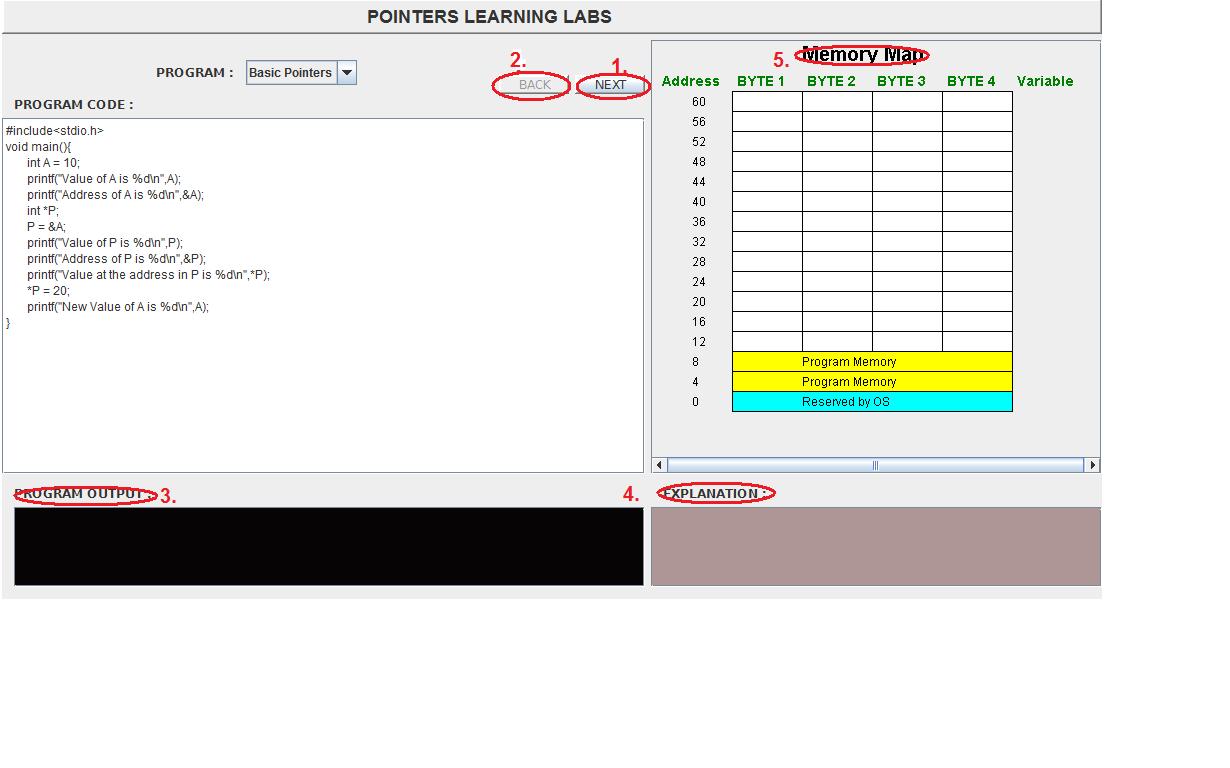 POINTERS LEARNING LABS
PROGRAM : Basic Pointers
2. BACK
1. NEXT
PROGRAM CODE :
#include<stdio.h>
void main(){
int A = 10;
printf("Value of A is %d\n",A);
printf("Address of A is %d\n",&A);
int *P;
P = &A;
printf("Value of P is %d\n",P);
printf("Address of P is %d\n",&P);
printf("Value at the address in P is %d\n",*P);
*P = 20;
printf("New Value of A is %d\n",A);
}
5. Memory Map
Address BYTE 1 BYTE 2 BYTE 3 BYTE 4 Variable
60
56
52
48
44
40
36
32
28
24
20
16
12
8 Program Memory
4 Program Memory
0 Reserved by OS
PROGRAM OUTPUT : 3.
4. EXPLANATION :